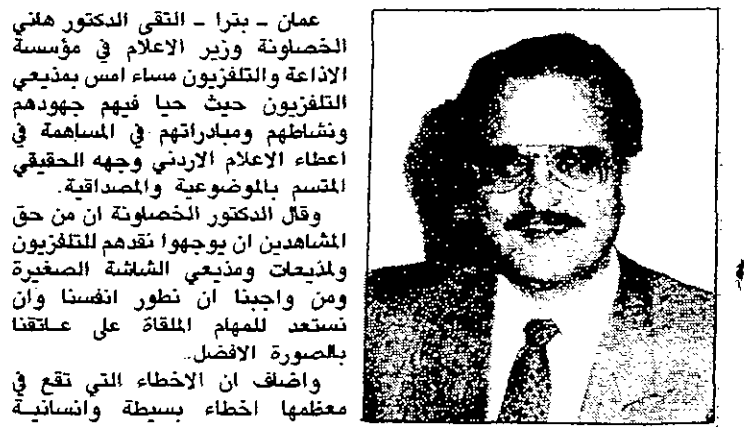 عمان ـ بترا ـ التقى الدكتور هاني
الخصاونة وزير الاعلام في مؤسسة
الاذاعة والتلفزيون مساء امس بمذيعي
التلفزيون حيث حيا فيهم جهودهم
ونشاطهم ومبادراتهم في المساهمة في
اعطاء الاعلام الاردني وجهه الحقيقي
المتسم بالموضوعية والمصداقية.
وقال الدكتور الخصاونة ان من حق
المشاهدين ان يوجهوا نقدهم للتلفزيون
ولمذيعات ومذيعي الشاشة الصغيرة
ومن واجبنا ان نطور انفسنا وان
نستعد للمهام الملقاة على عاتقنا
بالصورة الافضل.
واضاف ان الاخطاء التي تقع في
معظمها اخطاء بسيطة وانسانية